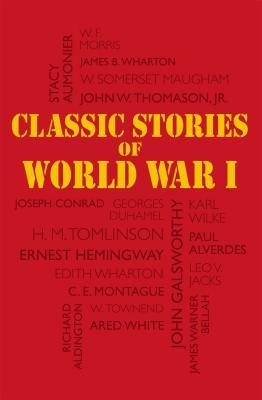 STACY
AUMONIER
W. F.
MORRIS
JAMES B. WHARTON
W. SOMERSET MAUGHAM
JOHN W. THOMASON, JR.
CLASSIC STORIES
OF
WORLD WAR I
JOSEPH CONRAD
GEORGES
DUHAMEL
KARL
WILKE
H. M. TOMLINSON
JOHN GALSWORTHY
PAUL
ALVERDES
ERNEST HEMINGWAY
EDITH WHARTON
LEO V.
JACKS
C. E. MONTAGUE
RICHARD
ALDINGTON
W. TOWNEND
ARED WHITE
JAMES WARNER
BELLAH